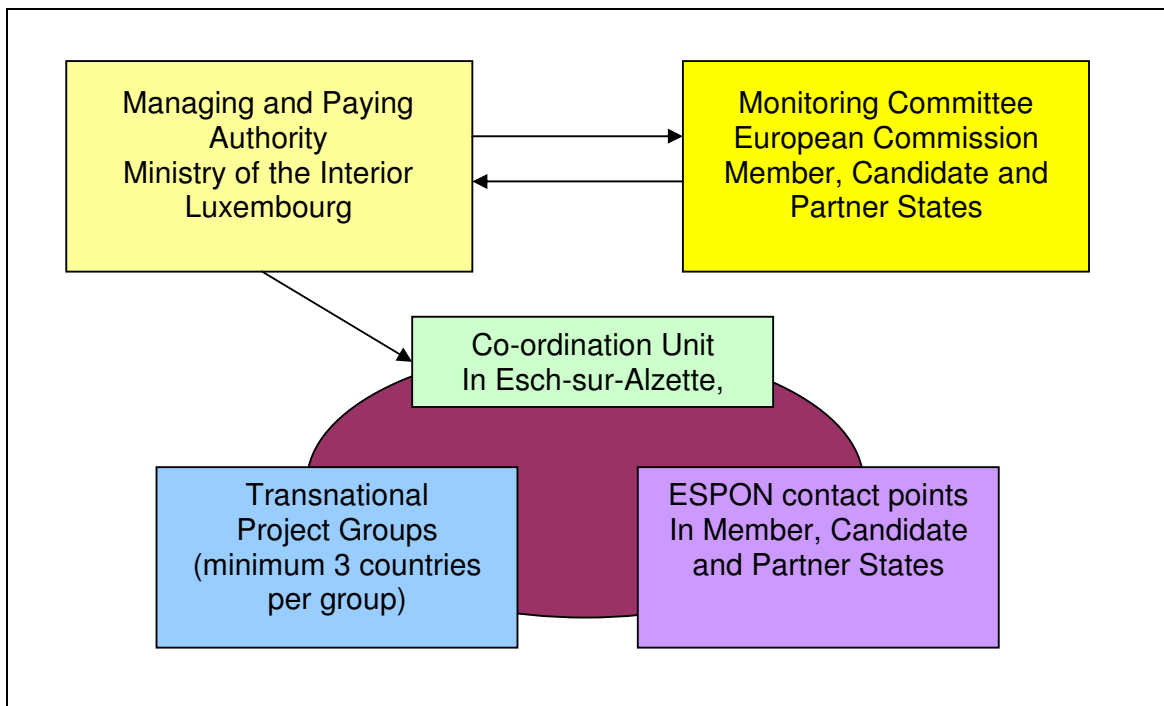 Managing and Paying
Authority
Ministry of the Interior
Luxembourg
Monitoring Committee
European Commission
Member, Candidate and
Partner States
Co-ordination Unit
In Esch-sur-Alzette,
Transnational
Project Groups
(minimum 3 countries
per group)
ESPON contact points
In Member, Candidate
and Partner States